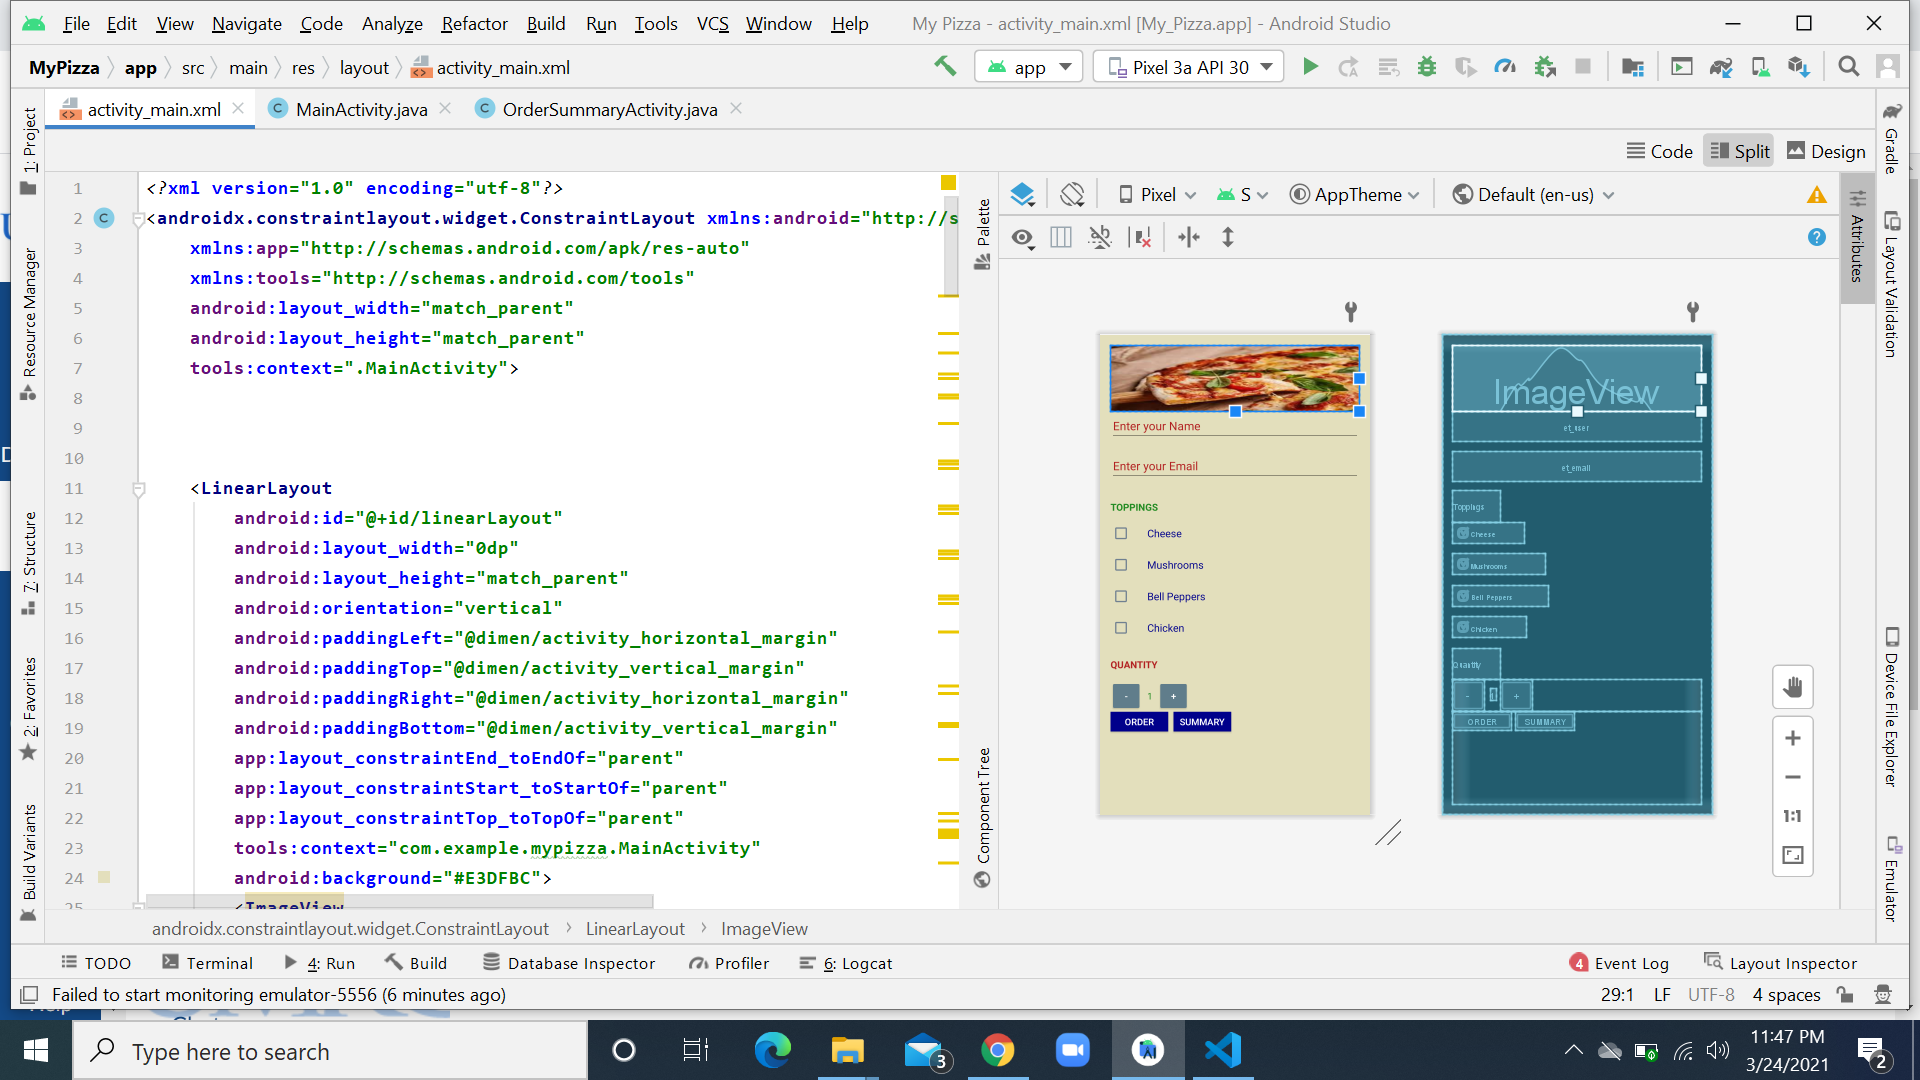 File Edit View Navigate Code Analyze Refactor Build Run Tools VCS Window Help My Pizza - activity_main.xml [My_Pizza.app] - Android Studio
MyPizza app src main res layout activity_main.xml app Pixel 3a API 30
activity_main.xml MainActivity.java OrderSummaryActivity.java
Code Split Design
1: Project
Resource Manager
7: Structure
2: Favorites
Build Variants
1 <?xml version="1.0" encoding="utf-8"?>
2 <androidx.constraintlayout.widget.ConstraintLayout xmlns:android="http://s
3 xmlns:app="http://schemas.android.com/apk/res-auto"
4 xmlns:tools="http://schemas.android.com/tools"
5 android:layout_width="match_parent"
6 android:layout_height="match_parent"
7 tools:context=".MainActivity">
8
9
10
11 <LinearLayout
12 android:id="@+id/linearLayout"
13 android:layout_width="0dp"
14 android:layout_height="match_parent"
15 android:orientation="vertical"
16 android:paddingLeft="@dimen/activity_horizontal_margin"
17 android:paddingTop="@dimen/activity_vertical_margin"
18 android:paddingRight="@dimen/activity_horizontal_margin"
19 android:paddingBottom="@dimen/activity_vertical_margin"
20 app:layout_constraintEnd_toEndOf="parent"
21 app:layout_constraintStart_toStartOf="parent"
22 app:layout_constraintTop_toTopOf="parent"
23 tools:context="com.example.mypizza.MainActivity"
24 android:background="#E3DFBC">
25 <ImageView
Palette
Component Tree
Pixel S AppTheme Default (en-us)
Enter your Name
Enter your Email
TOPPINGS
Cheese
Mushrooms
Bell Peppers
Chicken
QUANTITY
- 1 +
ORDER SUMMARY
ImageView
et_user
et_email
Toppings
Cheese
Mushrooms
Bell Peppers
Chicken
Quantity
- +
ORDER SUMMARY
1:1
Attributes
Gradle
Layout Validation
Device File Explorer
Emulator
androidx.constraintlayout.widget.ConstraintLayout LinearLayout ImageView
TODO Terminal 4: Run Build Database Inspector Profiler 6: Logcat 4 Event Log Layout Inspector
Failed to start monitoring emulator-5556 (6 minutes ago) 29:1 LF UTF-8 4 spaces
Type here to search
3
11:47 PM
3/24/2021
2